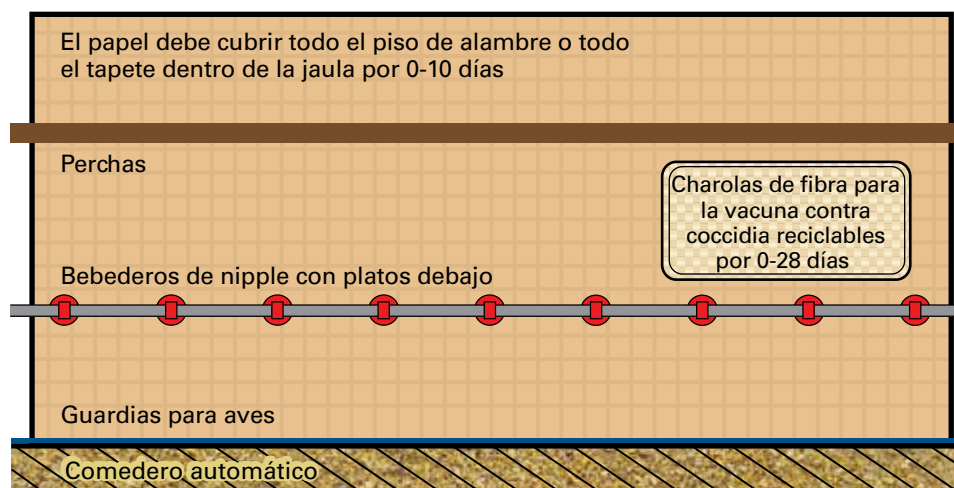 El papel debe cubrir todo el piso de alambre o todo
el tapete dentro de la jaula por 0-10 días
Perchas
Charolas de fibra para
la vacuna contra
coccidia reciclables
por 0-28 días
Bebederos de nipple con platos debajo
Guardias para aves
Comedero automático